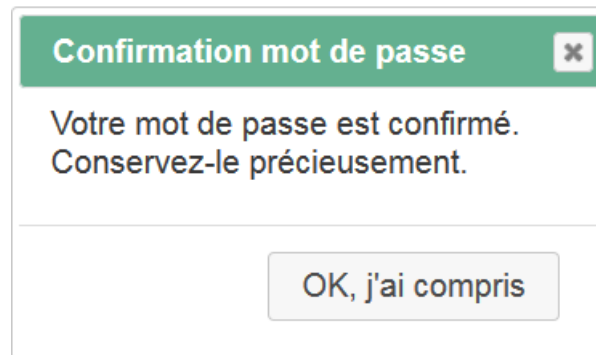 Confirmation mot de passe
Votre mot de passe est confirmé.
Conservez-le précieusement.
OK, j'ai compris